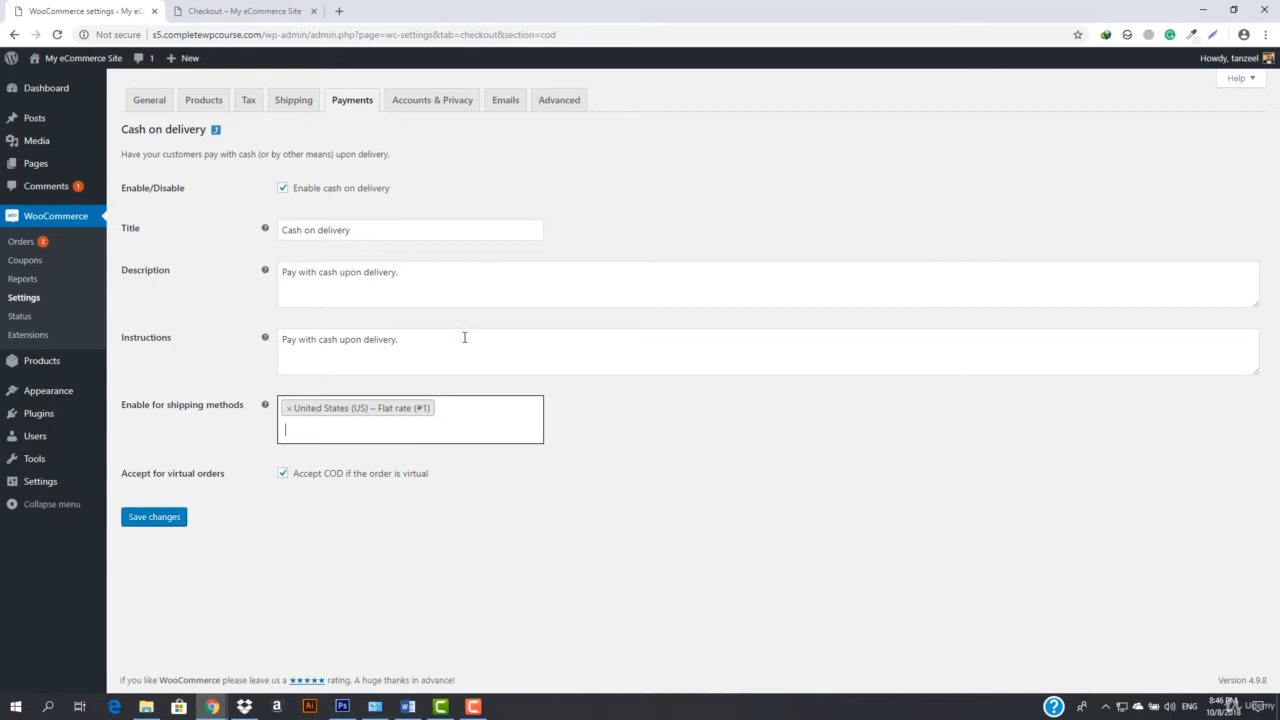 WooCommerce settings ‹ My eC
Checkout – My eCommerce Site
Not secure
s5.completewpcourse.com/wp-admin/admin.php?page=wc-settings&tab=checkout&section=cod
My eCommerce Site
1
New
Howdy, tanzeel
Help
Dashboard
Posts
Media
Pages
Comments 1
WooCommerce
Orders 2
Coupons
Reports
Settings
Status
Extensions
Products
Appearance
Plugins
Users
Tools
Settings
Collapse menu
General
Products
Tax
Shipping
Payments
Accounts & Privacy
Emails
Advanced
Cash on delivery
Have your customers pay with cash (or by other means) upon delivery.
Enable/Disable
Enable cash on delivery
Title
Cash on delivery
Description
Pay with cash upon delivery.
Instructions
Pay with cash upon delivery.
Enable for shipping methods
× United States (US) – Flat rate (#1)
Accept for virtual orders
Accept COD if the order is virtual
Save changes
If you like WooCommerce please leave us a ★★★★★ rating. A huge thanks in advance!
Version 4.9.8
ENG
8:46 PM
10/8/2018
Udemy